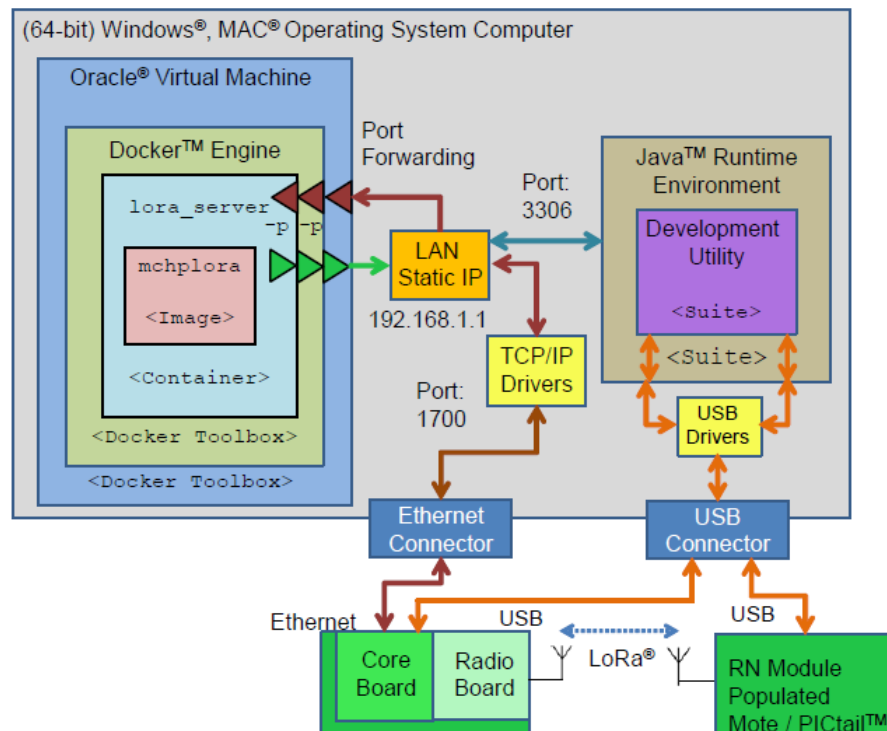 (64-bit) Windows®, MAC® Operating System Computer
Oracle® Virtual Machine
Docker™ Engine
lora_server
-p -p
mchplora
<Image>
<Container>
<Docker Toolbox>
<Docker Toolbox>
Port
Forwarding
LAN
Static IP
192.168.1.1
Port:
3306
Java™ Runtime
Environment
Development
Utility
<Suite>
<Suite>
TCP/IP
Drivers
Port:
1700
USB
Drivers
Ethernet
Connector
USB
Connector
Ethernet
USB
USB
Core
Board
Radio
Board
LoRa®
RN Module
Populated
Mote / PICtail™